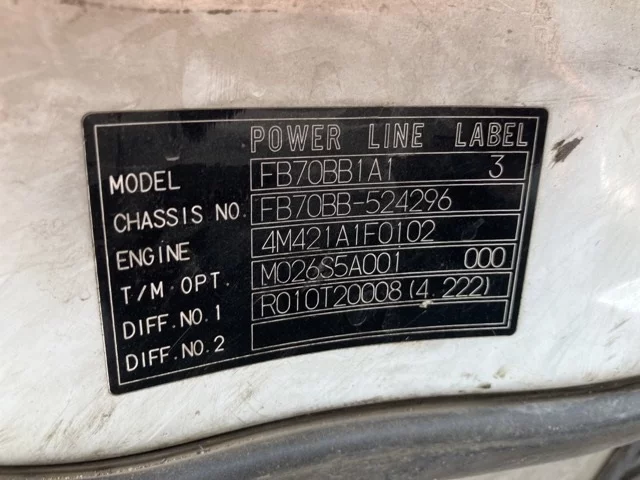 POWER LINE LABEL
MODEL FB70BB1A1 3
CHASSIS NO. FB70BB-524296
ENGINE 4M421A1F0102
T/M OPT. M026S5A001 000
DIFF.NO.1 R010T20008(4.222)
DIFF.NO.2